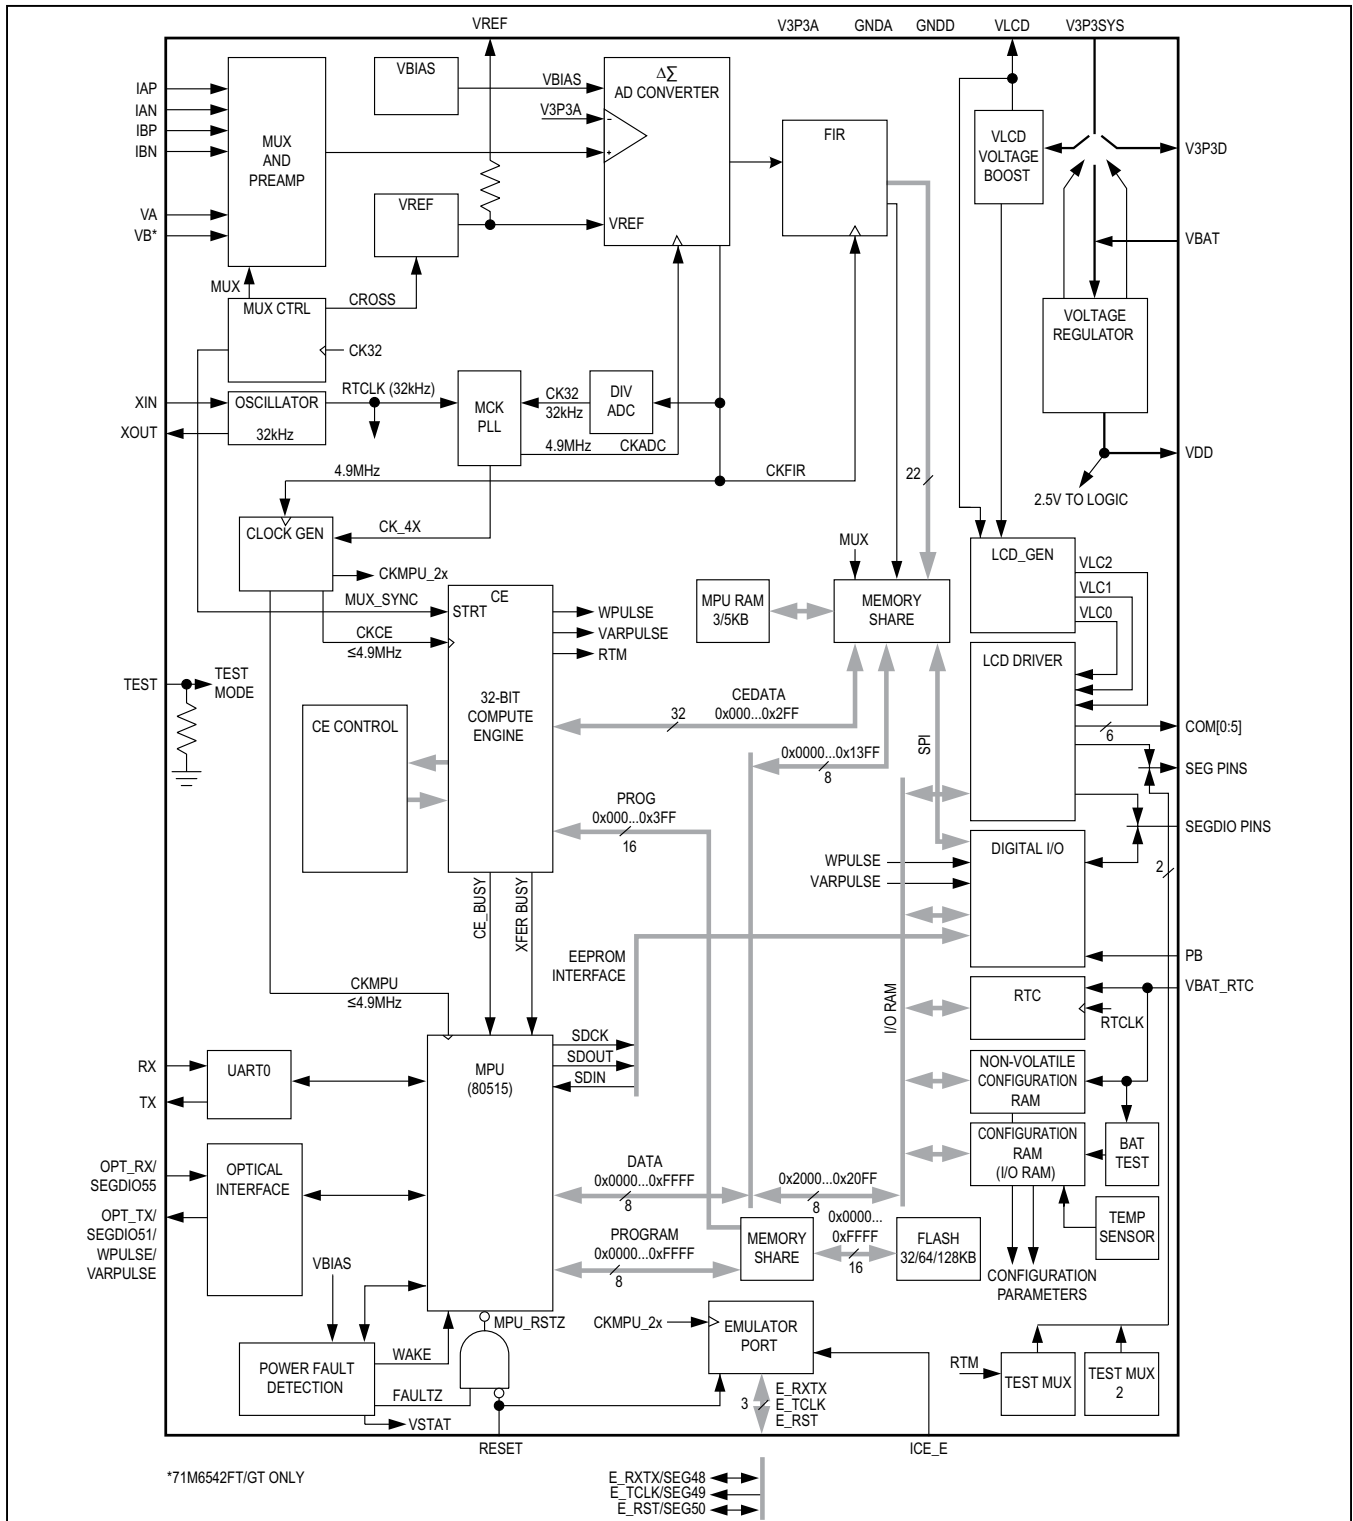 VREF
V3P3A
GNDA
GNDD
VLCD
V3P3SYS
IAP
IAN
IBP
IBN
VA
VB*
MUX
AND
PREAMP
VBIAS
VBIAS
V3P3A
ΔΣ
AD CONVERTER
-
+
VREF
VREF
FIR
VLCD
VOLTAGE
BOOST
V3P3D
VBAT
VOLTAGE
REGULATOR
MUX
MUX CTRL
CROSS
CK32
XIN
XOUT
OSCILLATOR
32kHz
RTCLK (32kHz)
MCK
PLL
CK32
32kHz
DIV
ADC
4.9MHz
CKADC
VDD
2.5V TO LOGIC
4.9MHz
CKFIR
22
CLOCK GEN
CK_4X
CKMPU_2x
MUX_SYNC
CKCE
≤4.9MHz
CE
STRT
32-BIT
COMPUTE
ENGINE
WPULSE
VARPULSE
RTM
MUX
MPU RAM
3/5KB
MEMORY
SHARE
LCD_GEN
VLC2
VLC1
VLC0
LCD DRIVER
TEST
TEST
MODE
CE CONTROL
CEDATA
32
0x000...0x2FF
0x0000...0x13FF
8
SPI
6
COM[0:5]
SEG PINS
SEGDIO PINS
2
PROG
0x000...0x3FF
16
DIGITAL I/O
WPULSE
VARPULSE
PB
CE_BUSY
XFER BUSY
EEPROM
INTERFACE
I/O RAM
RTC
VBAT_RTC
RTCLK
CKMPU
≤4.9MHz
MPU
(80515)
SDCK
SDOUT
SDIN
NON-VOLATILE
CONFIGURATION
RAM
CONFIGURATION
RAM
(I/O RAM)
BAT
TEST
TEMP
SENSOR
CONFIGURATION
PARAMETERS
RX
TX
UART0
OPT_RX/
SEGDIO55
OPT_TX/
SEGDIO51/
WPULSE/
VARPULSE
OPTICAL
INTERFACE
DATA
0x0000...0xFFFF
8
0x2000...0x20FF
8
PROGRAM
0x0000...0xFFFF
8
MEMORY
SHARE
0x0000...
0xFFFF
16
FLASH
32/64/128KB
VBIAS
POWER FAULT
DETECTION
WAKE
FAULTZ
VSTAT
MPU_RSTZ
CKMPU_2x
EMULATOR
PORT
3
E_RXTX
E_TCLK
E_RST
RTM
TEST MUX
TEST MUX
2
RESET
ICE_E
*71M6542FT/GT ONLY
E_RXTX/SEG48
E_TCLK/SEG49
E_RST/SEG50